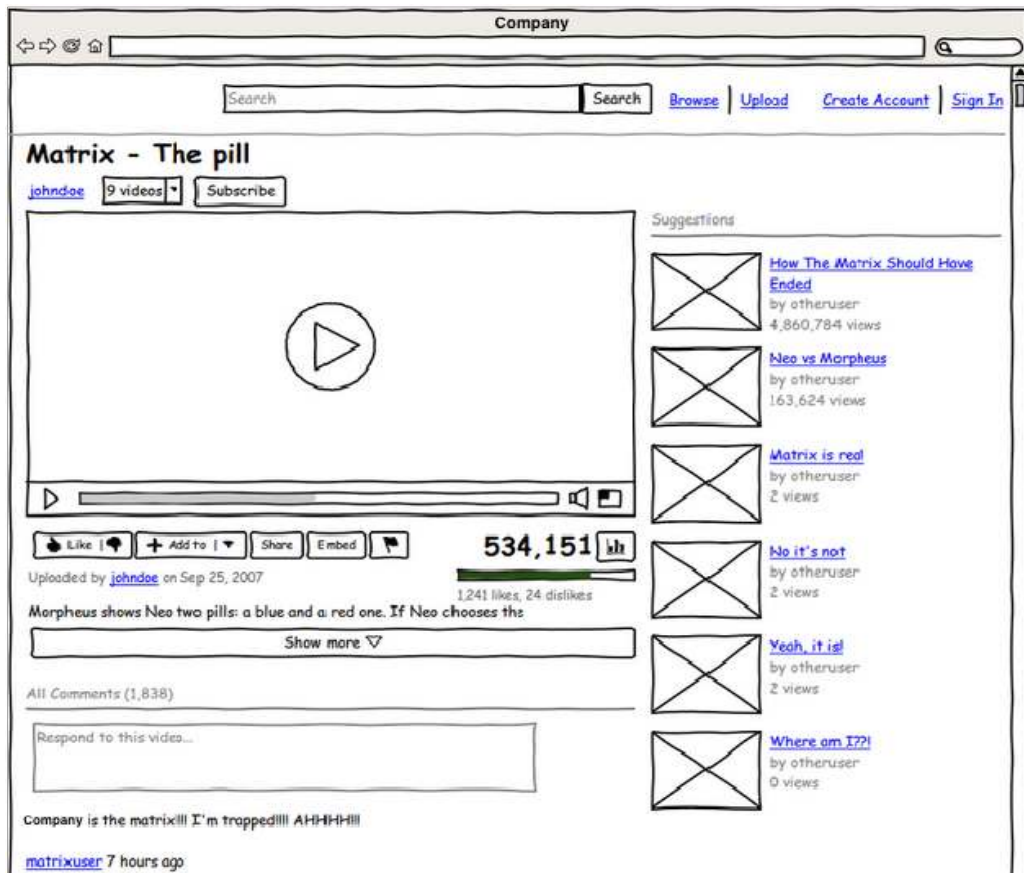 Company
Search Search Browse Upload Create Account Sign In
Matrix - The pill
johndoe 9 videos Subscribe
Suggestions
How The Matrix Should Have
Ended
by otheruser
4,860,784 views
Neo vs Morpheus
by otheruser
163,624 views
Matrix is real
by otheruser
2 views
No it's not
by otheruser
2 views
Yeah, it is!
by otheruser
2 views
Where am I??!
by otheruser
0 views
Like Add to Share Embed 534,151
Uploaded by johndoe on Sep 25, 2007
1,241 likes, 24 dislikes
Morpheus shows Neo two pills: a blue and a red one. If Neo chooses the
Show more
All Comments (1,838)
Respond to this video...
Company is the matrix!!!! I'm trapped!!!! AHHHH!!!
matrixuser 7 hours ago